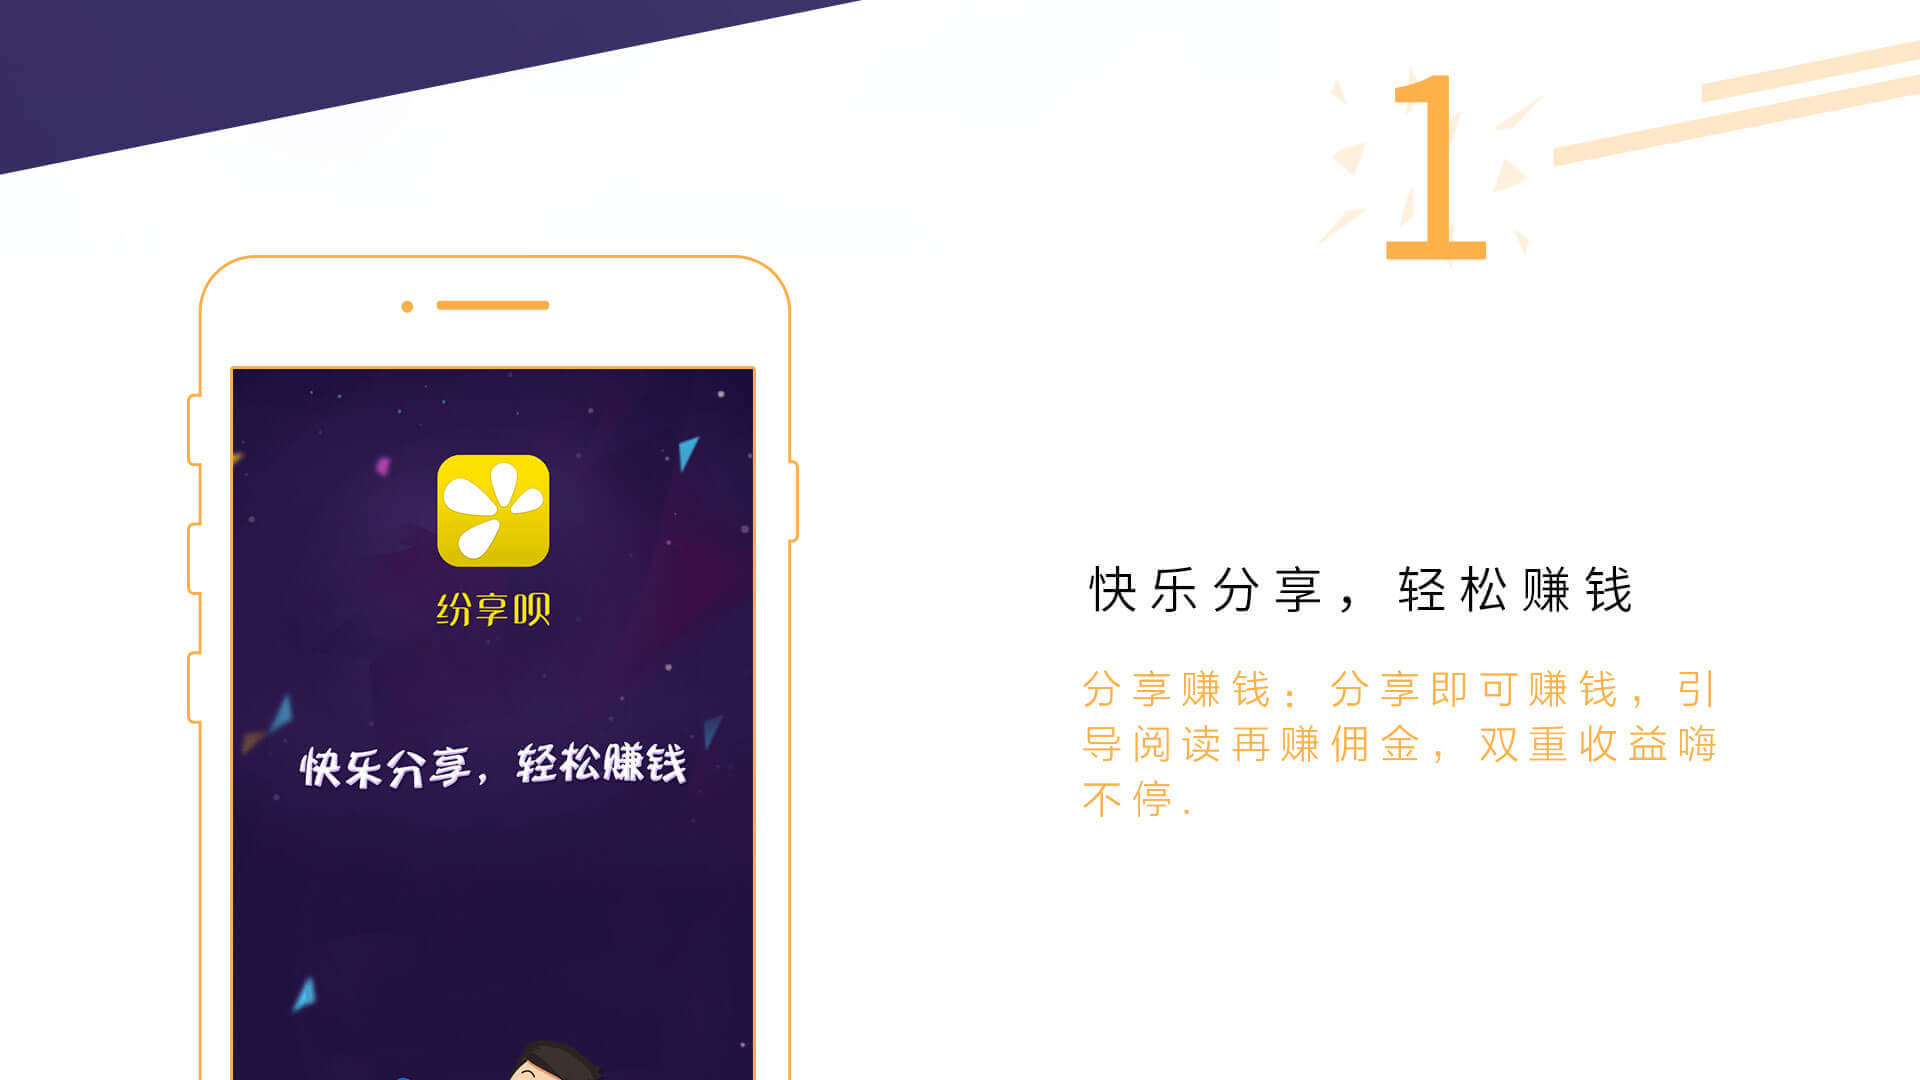 1
纷享呗
快乐分享，轻松赚钱
快乐分享，轻松赚钱
分享赚钱：分享即可赚钱，引
导阅读再赚佣金，双重收益嗨
不停.